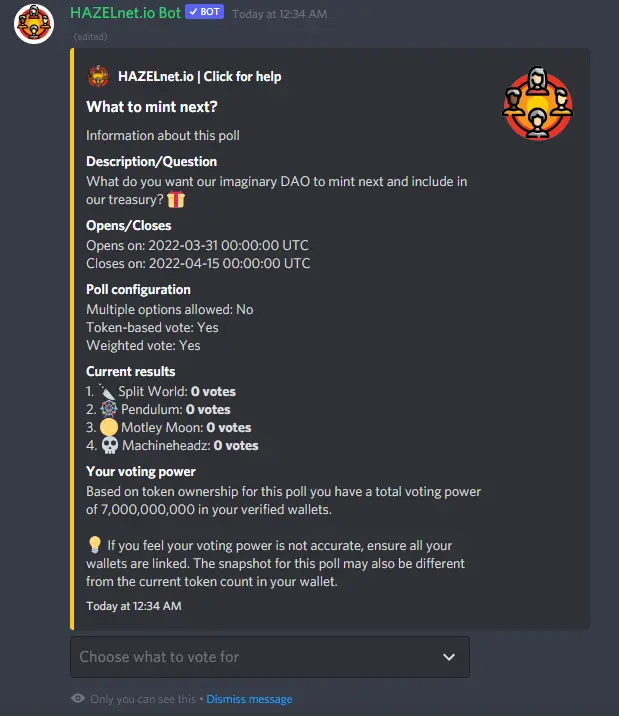 HAZELnet.io Bot ✔ BOT Today at 12:34 AM
(edited)
HAZELnet.io | Click for help
What to mint next?
Information about this poll
Description/Question
What do you want our imaginary DAO to mint next and include in
our treasury? 🎁
Opens/Closes
Opens on: 2022-03-31 00:00:00 UTC
Closes on: 2022-04-15 00:00:00 UTC
Poll configuration
Multiple options allowed: No
Token-based vote: Yes
Weighted vote: Yes
Current results
1. 🔪 Split World: 0 votes
2. 🎡 Pendulum: 0 votes
3. 🌕 Motley Moon: 0 votes
4. 💀 Machineheadz: 0 votes
Your voting power
Based on token ownership for this poll you have a total voting power
of 7,000,000,000 in your verified wallets.
💡 If you feel your voting power is not accurate, ensure all your
wallets are linked. The snapshot for this poll may also be different
from the current token count in your wallet.
Today at 12:34 AM
Choose what to vote for
Only you can see this • Dismiss message